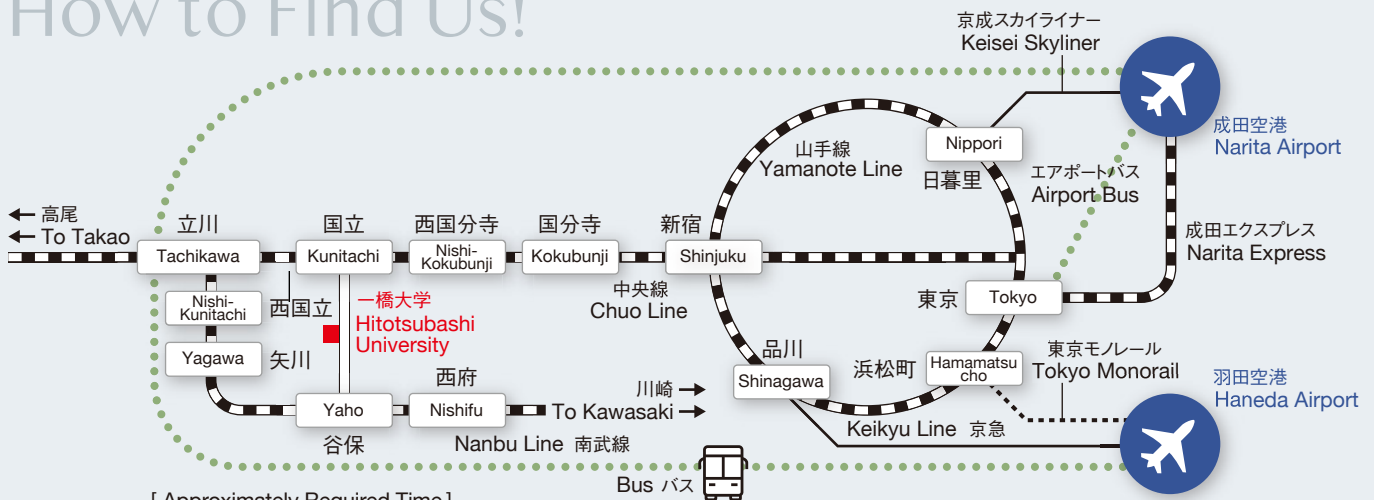 How to Find Us!
京成スカイライナー
Keisei Skyliner
成田空港
Narita Airport
山手線
Yamanote Line
Nippori
日暮里
エアポートバス
Airport Bus
成田エクスプレス
Narita Express
← 高尾
← To Takao
立川
Tachikawa
国立
Kunitachi
西国分寺
Nishi-
Kokubunji
国分寺
Kokubunji
新宿
Shinjuku
中央線
Chuo Line
東京
Tokyo
Nishi-
Kunitachi
西国立
一橋大学
Hitotsubashi
University
Yagawa
矢川
品川
Shinagawa
浜松町
Hamamatsu
cho
東京モノレール
Tokyo Monorail
羽田空港
Haneda Airport
Yaho
谷保
西府
Nishifu
川崎 →
To Kawasaki →
Nanbu Line 南武線
Keikyu Line 京急
Bus バス
[ Approximately Required Time ]